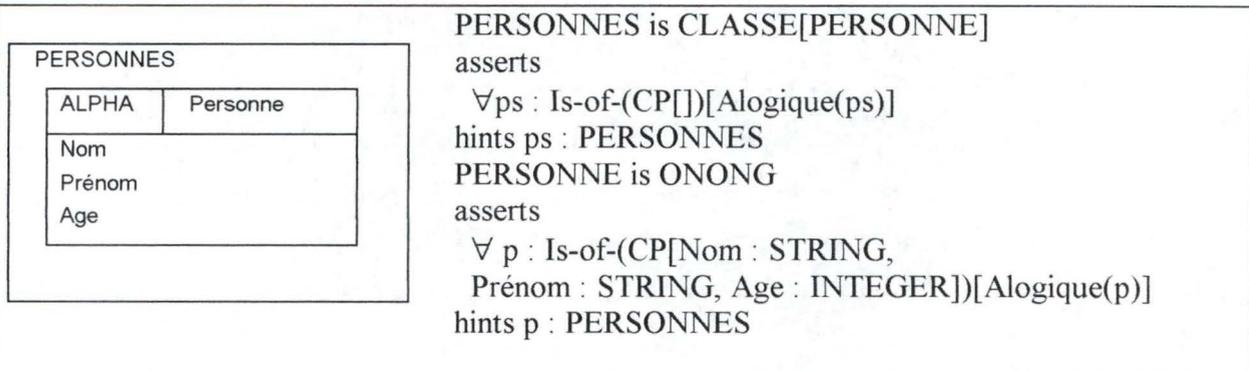 PERSONNES
ALPHA Personne
Nom
Prénom
Age
PERSONNES is CLASSE[PERSONNE]
asserts
∀ps : Is-of-(CP[])[Alogique(ps)]
hints ps : PERSONNES
PERSONNE is ONONG
asserts
∀ p : Is-of-(CP[Nom : STRING,
Prénom : STRING, Age : INTEGER])[Alogique(p)]
hints p : PERSONNES